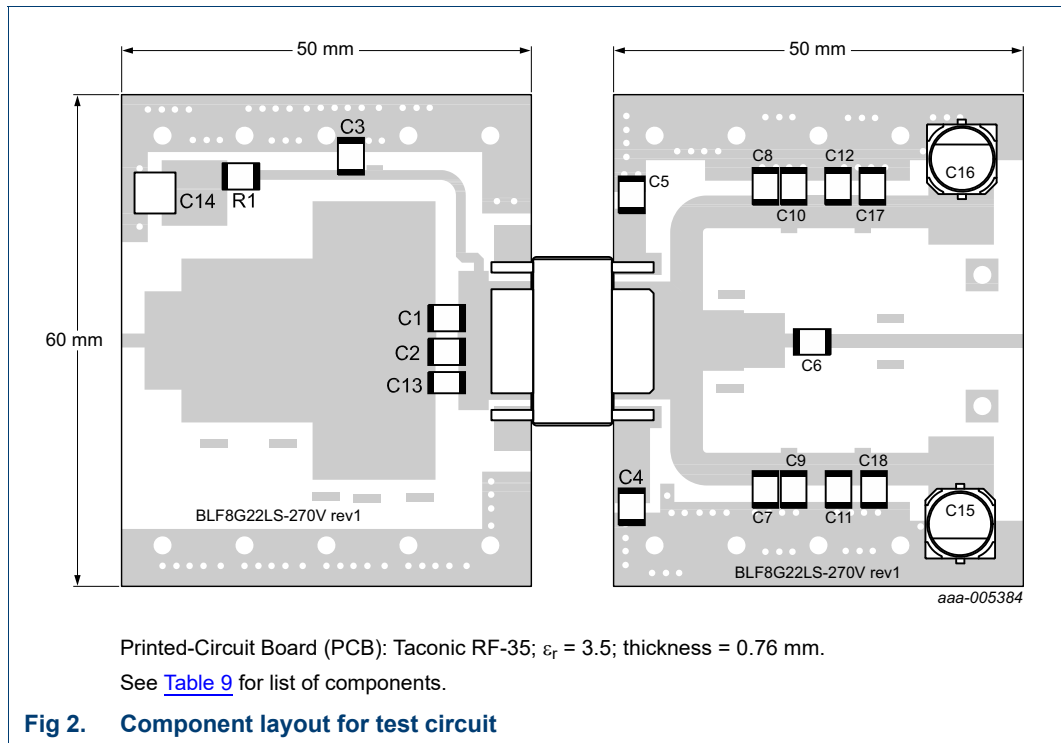 50 mm
50 mm
60 mm
C3
C14
R1
C1
C2
C13
BLF8G22LS-270V rev1
C5
C8
C10
C12
C17
C16
C6
C4
C9
C18
C7
C11
C15
BLF8G22LS-270V rev1
aaa-005384
Printed-Circuit Board (PCB): Taconic RF-35; εr = 3.5; thickness = 0.76 mm.
See Table 9 for list of components.
Fig 2. Component layout for test circuit